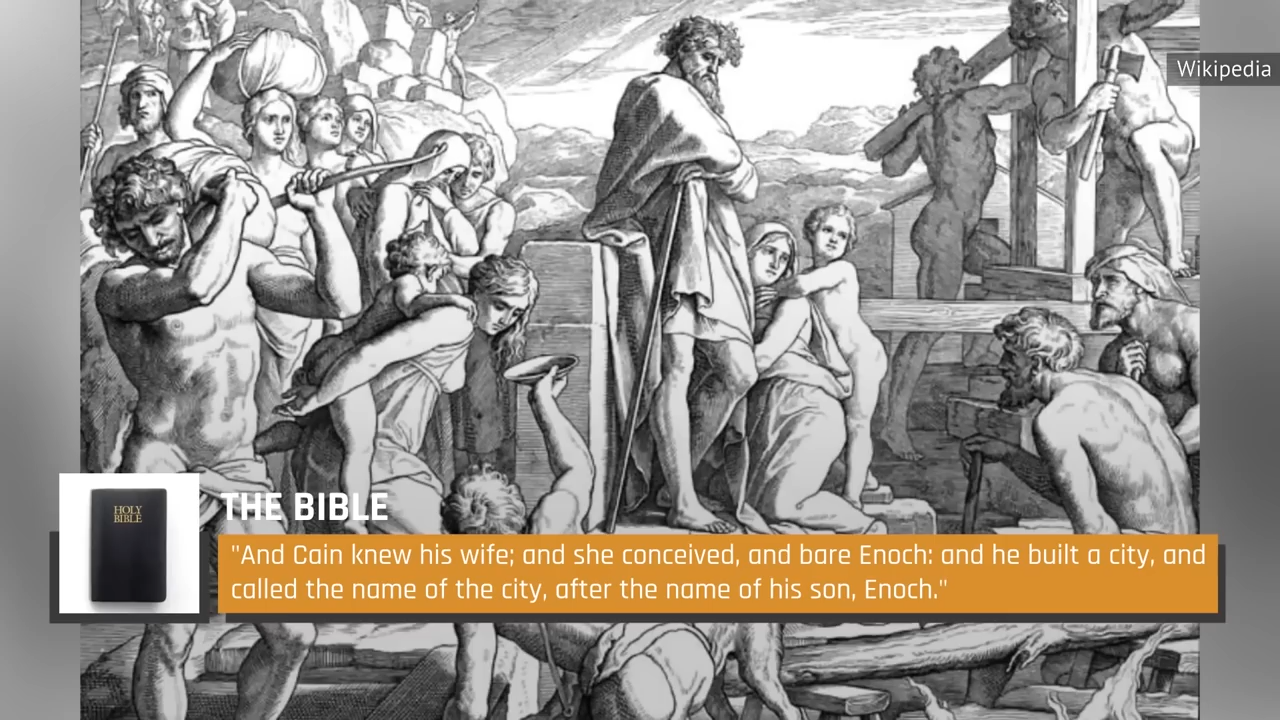 Wikipedia
HOLY
BIBLE
THE BIBLE
"And Cain knew his wife; and she conceived, and bare Enoch: and he built a city, and
called the name of the city, after the name of his son, Enoch."